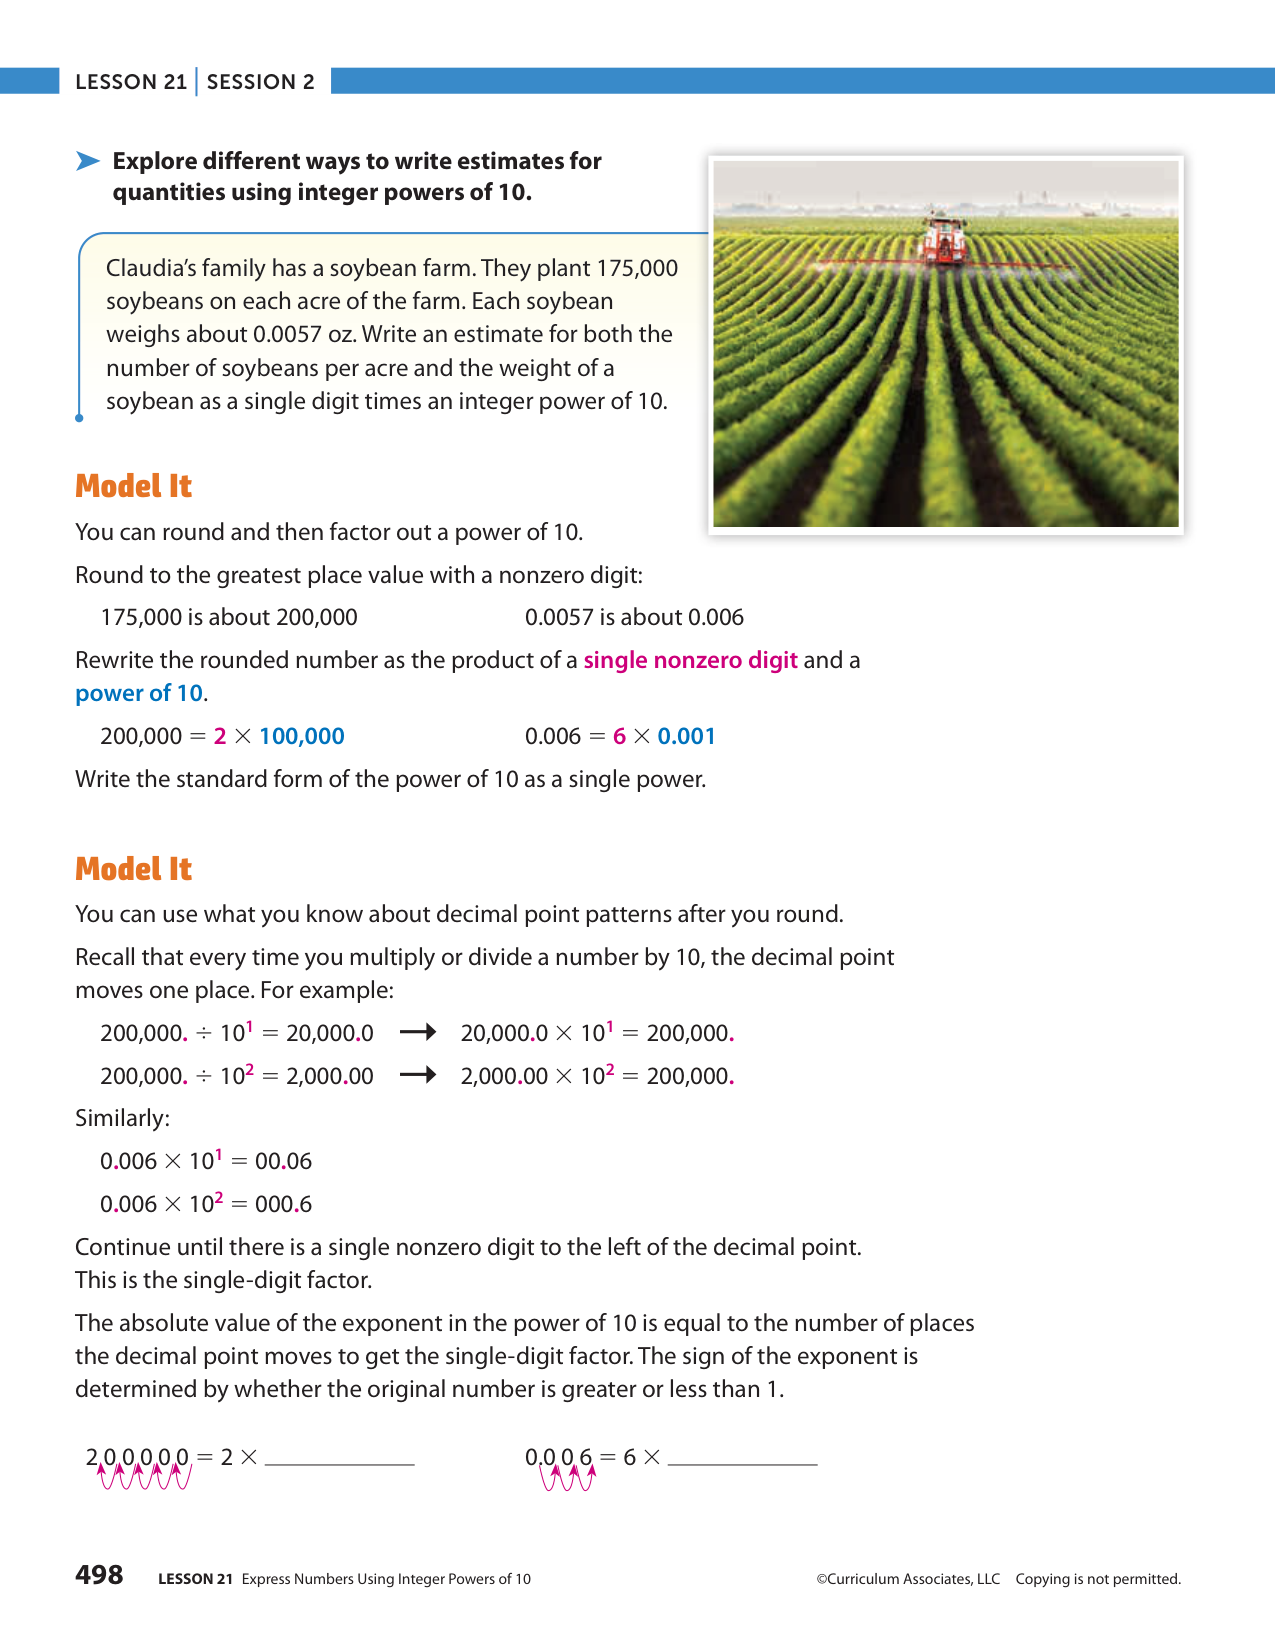 LESSON 21 | SESSION 2
➤ Explore different ways to write estimates for
quantities using integer powers of 10.
Claudia’s family has a soybean farm. They plant 175,000
soybeans on each acre of the farm. Each soybean
weighs about 0.0057 oz. Write an estimate for both the
number of soybeans per acre and the weight of a
soybean as a single digit times an integer power of 10.
Model It
You can round and then factor out a power of 10.
Round to the greatest place value with a nonzero digit:
175,000 is about 200,000 0.0057 is about 0.006
Rewrite the rounded number as the product of a single nonzero digit and a
power of 10.
200,000 = 2 × 100,000 0.006 = 6 × 0.001
Write the standard form of the power of 10 as a single power.
Model It
You can use what you know about decimal point patterns after you round.
Recall that every time you multiply or divide a number by 10, the decimal point
moves one place. For example:
200,000. ÷ 10¹ = 20,000.0 → 20,000.0 × 10¹ = 200,000.
200,000. ÷ 10² = 2,000.00 → 2,000.00 × 10² = 200,000.
Similarly:
0.006 × 10¹ = 00.06
0.006 × 10² = 000.6
Continue until there is a single nonzero digit to the left of the decimal point.
This is the single-digit factor.
The absolute value of the exponent in the power of 10 is equal to the number of places
the decimal point moves to get the single-digit factor. The sign of the exponent is
determined by whether the original number is greater or less than 1.
2 0 0 0 0 0 = 2 × ____________ 0.0 0 6 = 6 × ____________
498 LESSON 21 Express Numbers Using Integer Powers of 10 ©Curriculum Associates, LLC Copying is not permitted.